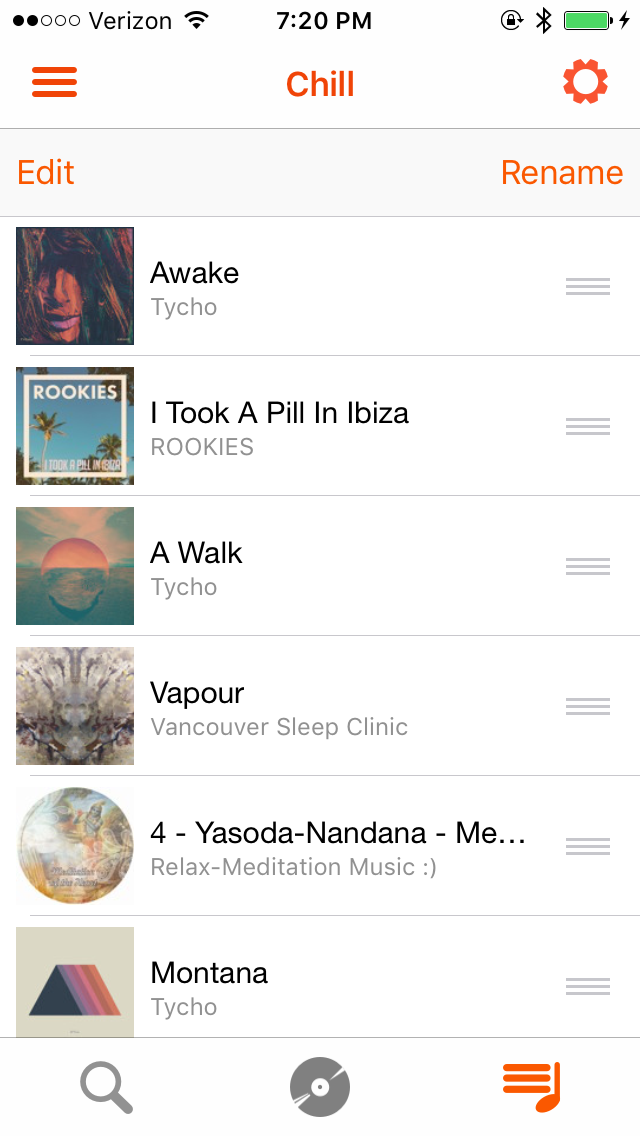 Verizon 7:20 PM
Chill
Edit Rename
Awake
Tycho
ROOKIES
I TOOK A PILL IN IBIZA
I Took A Pill In Ibiza
ROOKIES
A Walk
Tycho
Vapour
Vancouver Sleep Clinic
4 - Yasoda-Nandana - Me...
Relax-Meditation Music :)
Montana
Tycho